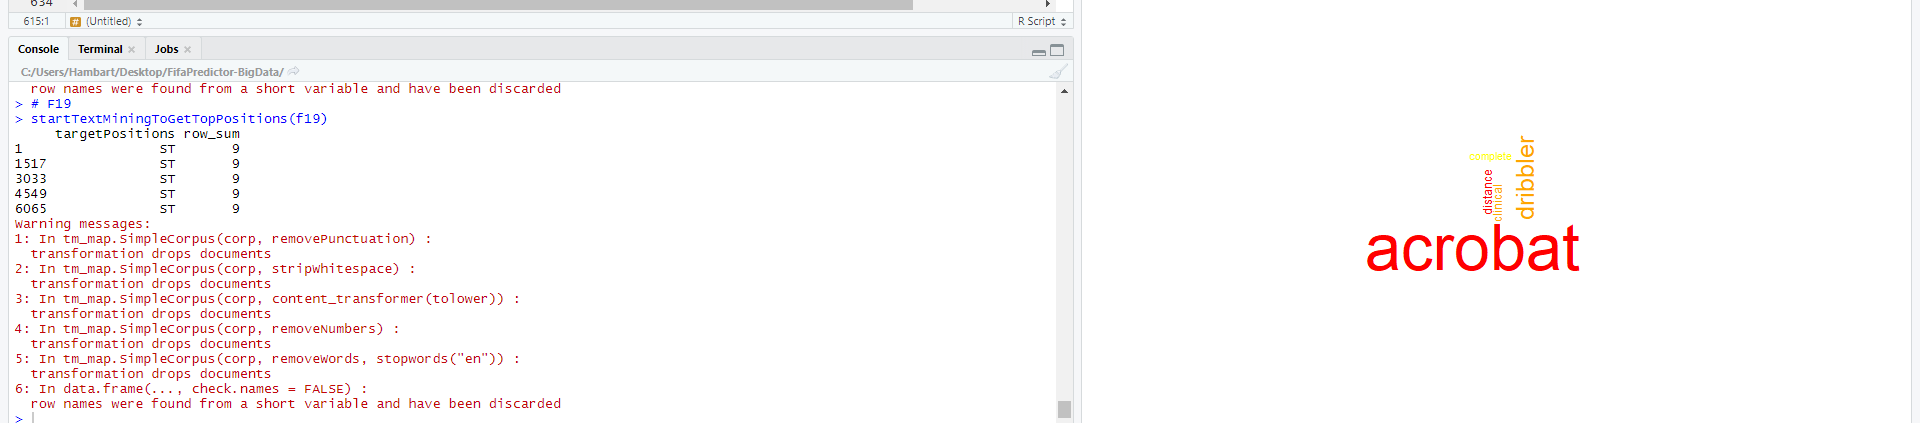 634
615:1 # (Untitled) R Script
Console Terminal Jobs
C:/Users/Hambart/Desktop/FifaPredictor-BigData/
row names were found from a short variable and have been discarded
> # F19
> startTextMiningToGetTopPositions(f19)
targetPositions row_sum
1 ST 9
1517 ST 9
3033 ST 9
4549 ST 9
6065 ST 9
Warning messages:
1: In tm_map.SimpleCorpus(corp, removePunctuation) :
transformation drops documents
2: In tm_map.SimpleCorpus(corp, stripWhitespace) :
transformation drops documents
3: In tm_map.SimpleCorpus(corp, content_transformer(tolower)) :
transformation drops documents
4: In tm_map.SimpleCorpus(corp, removeNumbers) :
transformation drops documents
5: In tm_map.SimpleCorpus(corp, removeWords, stopwords("en")) :
transformation drops documents
6: In data.frame(..., check.names = FALSE) :
row names were found from a short variable and have been discarded
>
complete
distance
clinical
dribbler
acrobat